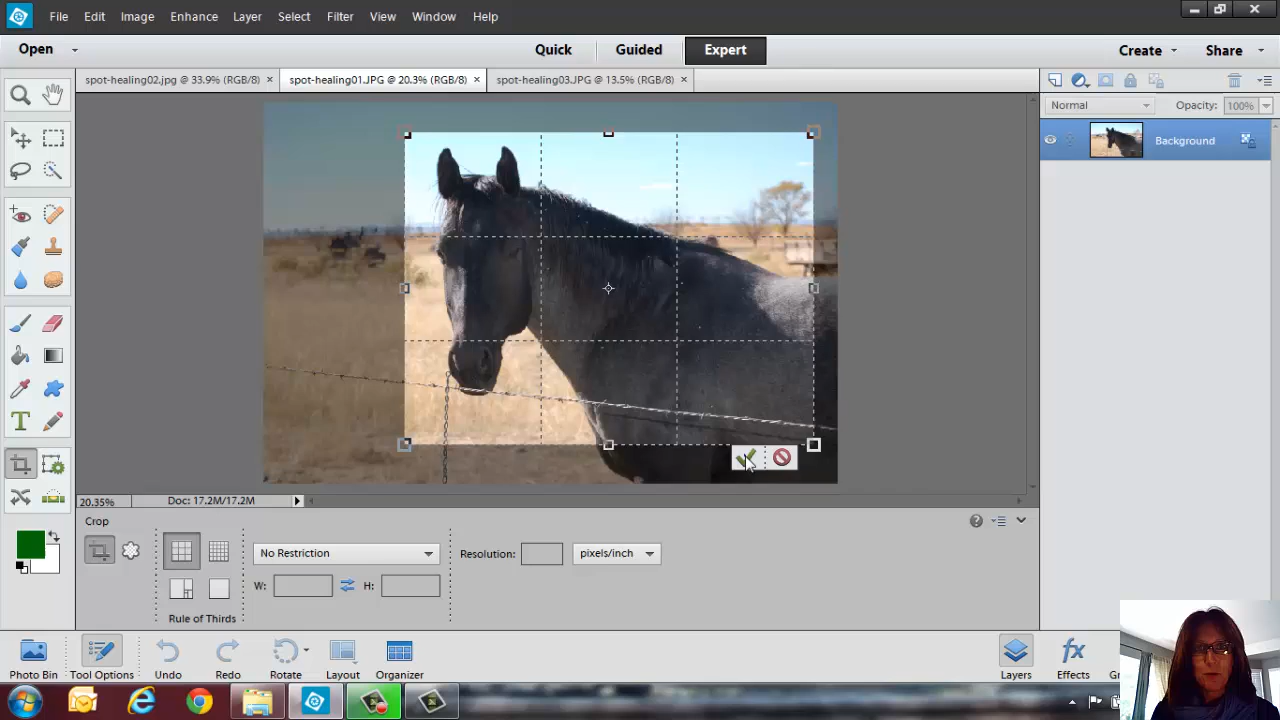 File Edit Image Enhance Layer Select Filter View Window Help
Open Quick Guided Expert Create Share
spot-healing02.jpg @ 33.9% (RGB/8) × spot-healing01.JPG @ 20.3% (RGB/8) × spot-healing03.JPG @ 13.5% (RGB/8) ×
Normal Opacity: 100%
Background
20.35% Doc: 17.2M/17.2M
Crop
No Restriction Resolution: pixels/inch
W: H:
Rule of Thirds
Photo Bin Tool Options Undo Redo Rotate Layout Organizer Layers Effects Gr